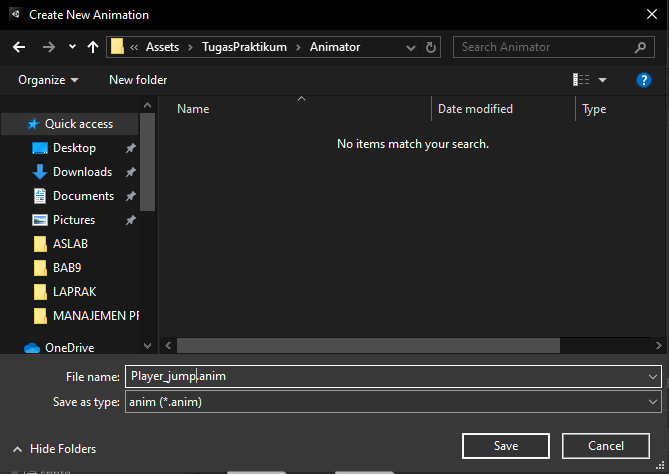 Create New Animation
« Assets > TugasPraktikum > Animator
Search Animator
Organize
New folder
?
Name
Date modified
Type
No items match your search.
Quick access
Desktop
Downloads
Documents
Pictures
ASLAB
BAB9
LAPRAK
MANAJEMEN PF
OneDrive
File name: Player_jump.anim
Save as type: anim (*.anim)
Hide Folders
Save
Cancel